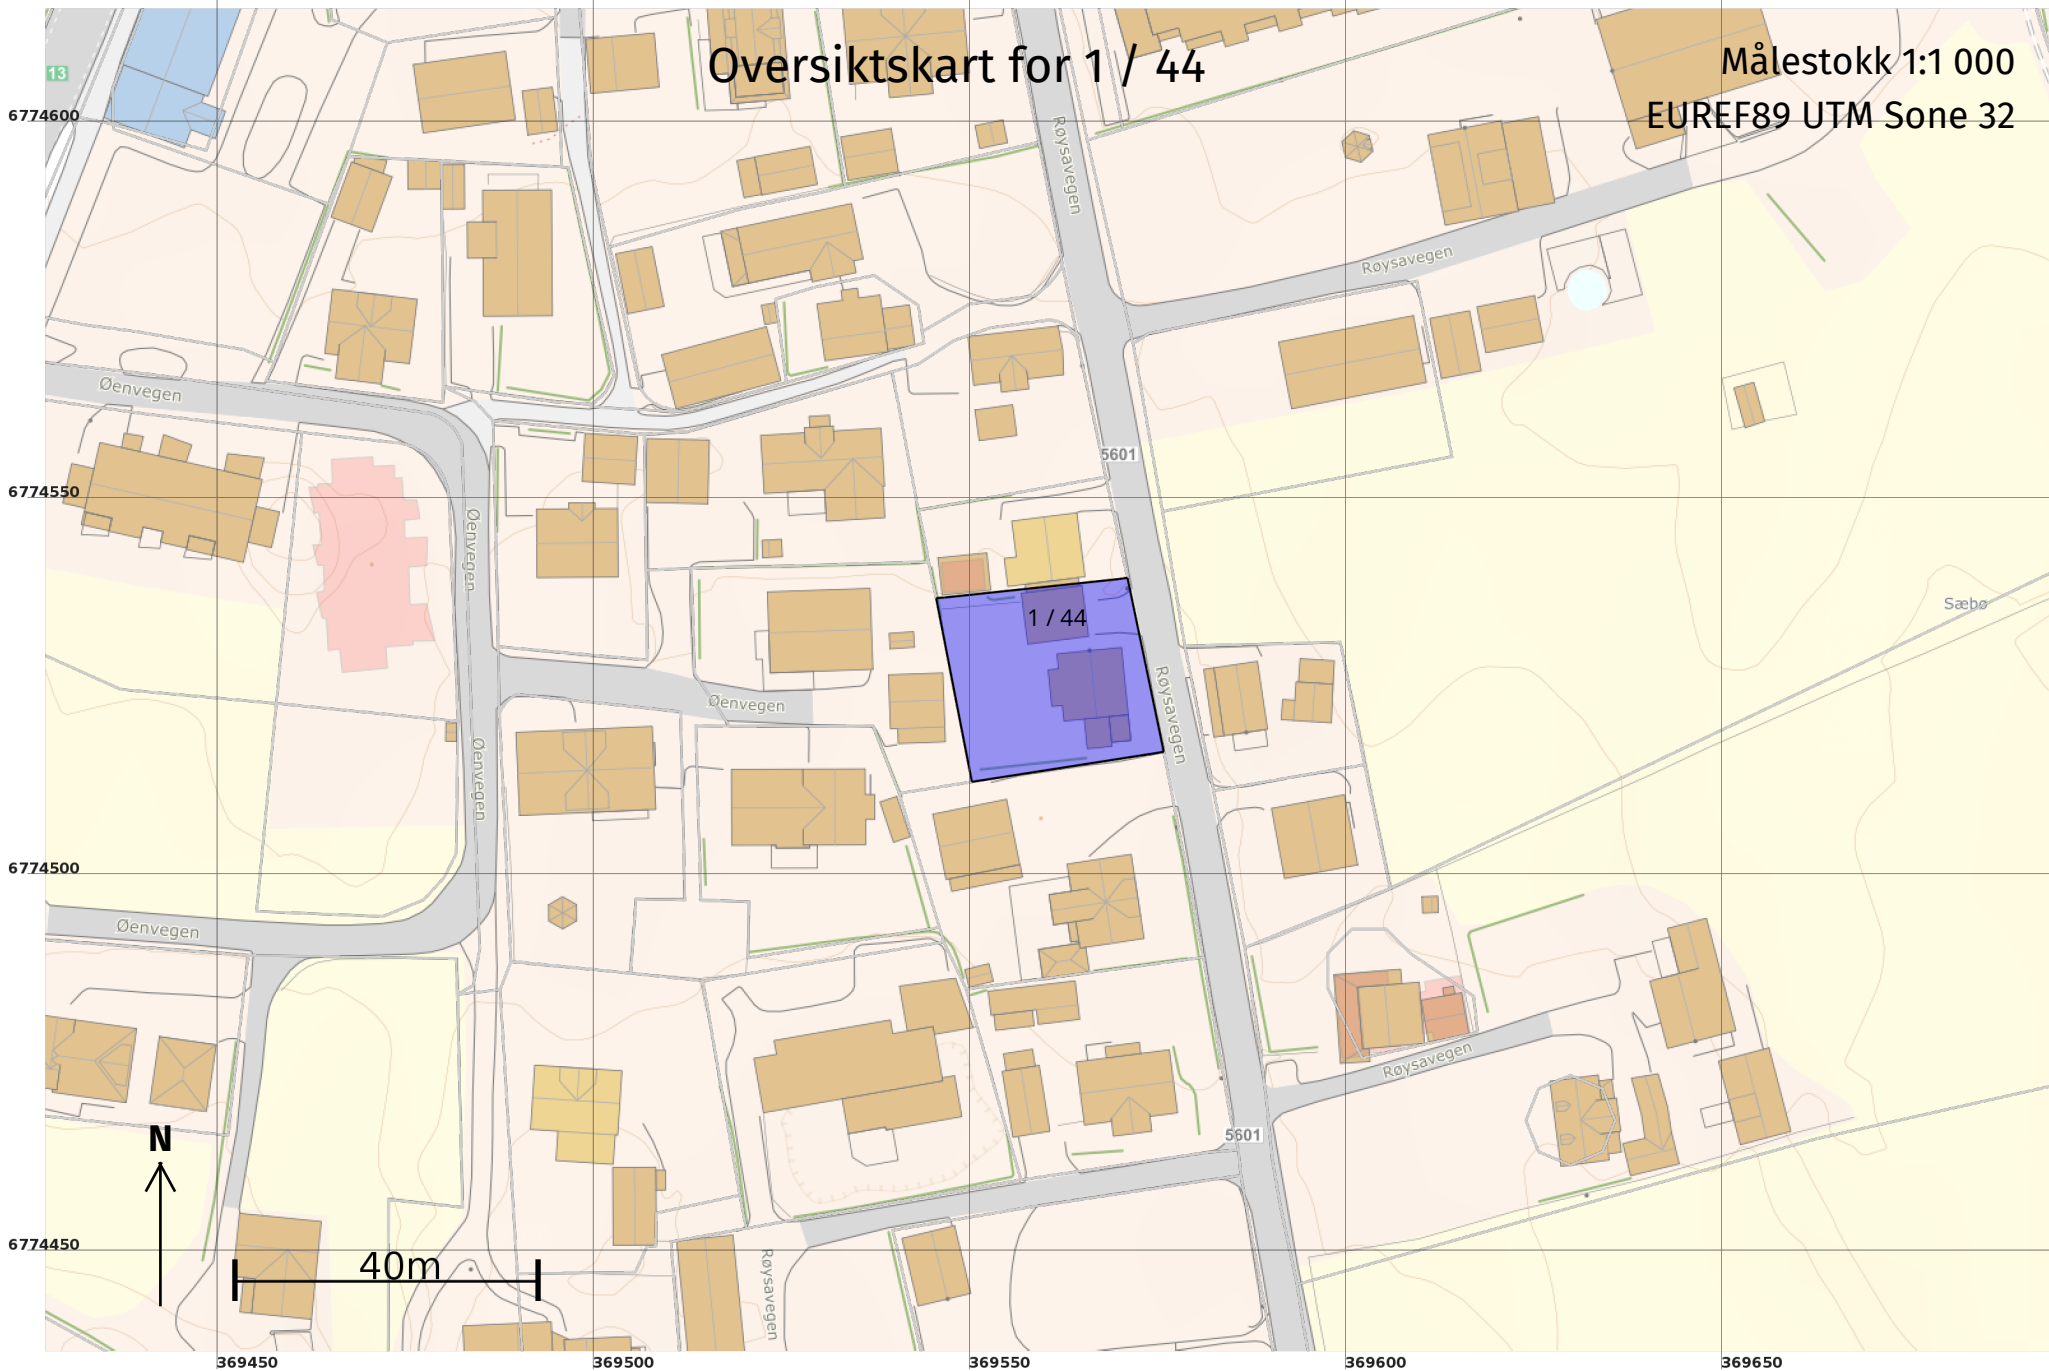 Oversiktskart for 1 / 44
Målestokk 1:1 000
EUREF89 UTM Sone 32
13
6774600
Røysavegen
Røysavegen
Øenvegen
5601
6774550
Øenvegen
Sæbø
1 / 44
Røysavegen
Øenvegen
Øenvegen
6774500
Øenvegen
Røysavegen
5601
N
6774450
40m
Røysavegen
369450
369500
369550
369600
369650